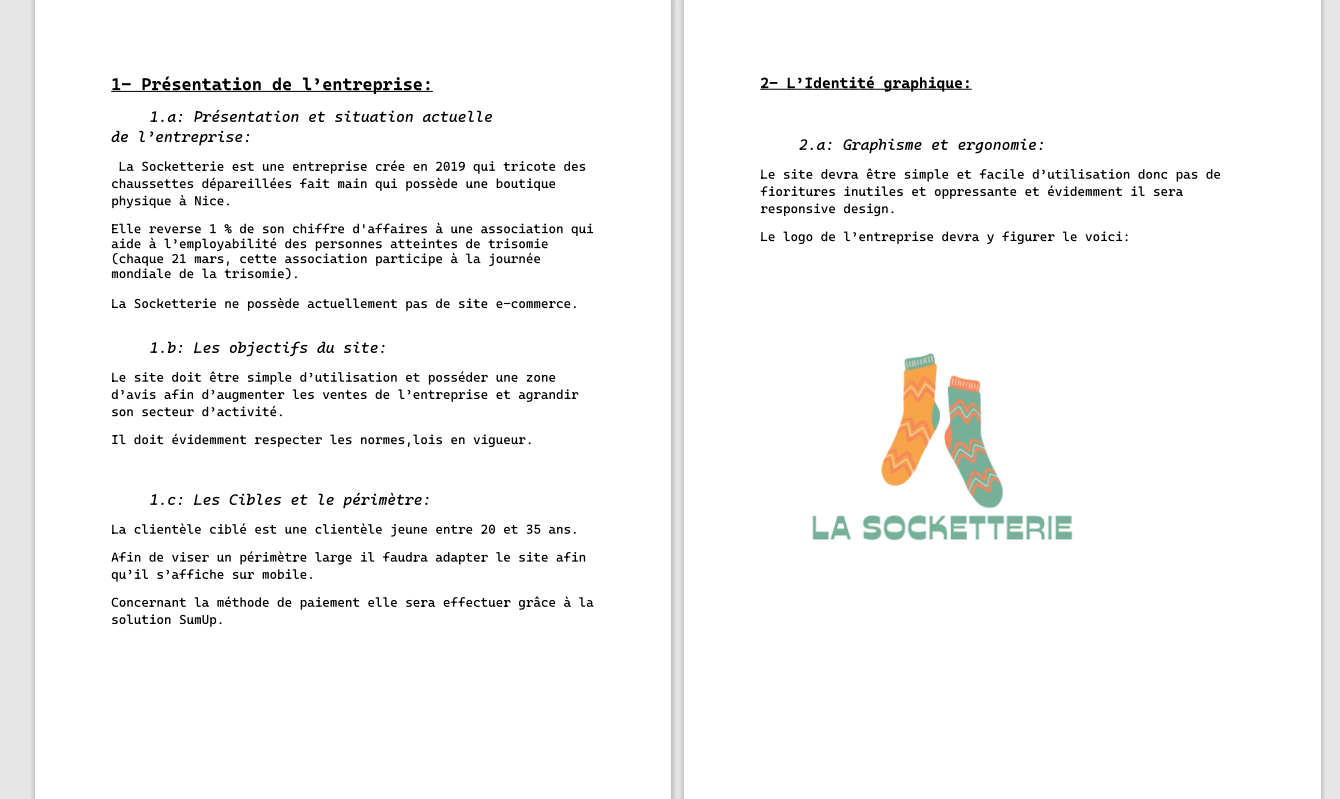 1- Présentation de l’entreprise:
1.a: Présentation et situation actuelle
de l’entreprise:
La Socketterie est une entreprise crée en 2019 qui tricote des
chaussettes dépareillées fait main qui possède une boutique
physique à Nice.
Elle reverse 1 % de son chiffre d'affaires à une association qui
aide à l’employabilité des personnes atteintes de trisomie
(chaque 21 mars, cette association participe à la journée
mondiale de la trisomie).
La Socketterie ne possède actuellement pas de site e-commerce.
1.b: Les objectifs du site:
Le site doit être simple d’utilisation et posséder une zone
d’avis afin d’augmenter les ventes de l’entreprise et agrandir
son secteur d’activité.
Il doit évidemment respecter les normes,lois en vigueur.
1.c: Les Cibles et le périmètre:
La clientèle ciblé est une clientèle jeune entre 20 et 35 ans.
Afin de viser un périmètre large il faudra adapter le site afin
qu’il s’affiche sur mobile.
Concernant la méthode de paiement elle sera effectuer grâce à la
solution SumUp.
2- L’Identité graphique:
2.a: Graphisme et ergonomie:
Le site devra être simple et facile d’utilisation donc pas de
fioritures inutiles et oppressante et évidemment il sera
responsive design.
Le logo de l’entreprise devra y figurer le voici:
LA SOCKETTERIE